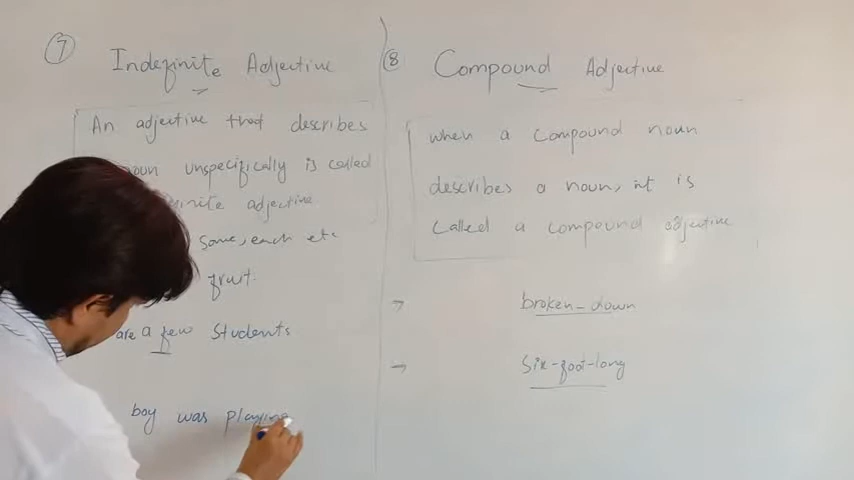 7
Indefinite Adjective
An adjective that describes
noun unspecifically is called
adjective
Some, each etc
fruit.
are a few students
boy was playing
8
Compound Adjective
when a compound noun
describes a noun, it is
called a compound adjective
→ broken-down
→ Six-foot-long